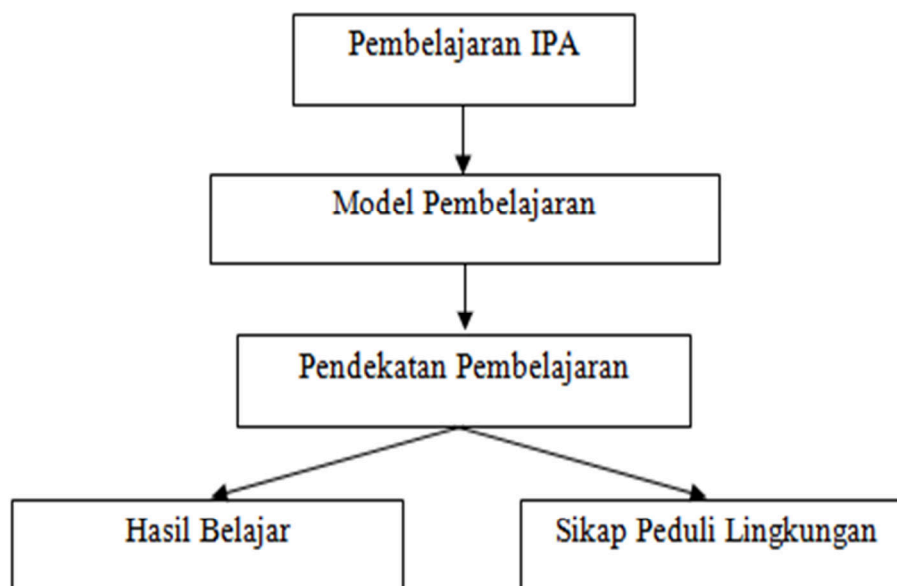 Pembelajaran IPA
Model Pembelajaran
Pendekatan Pembelajaran
Hasil Belajar
Sikap Peduli Lingkungan